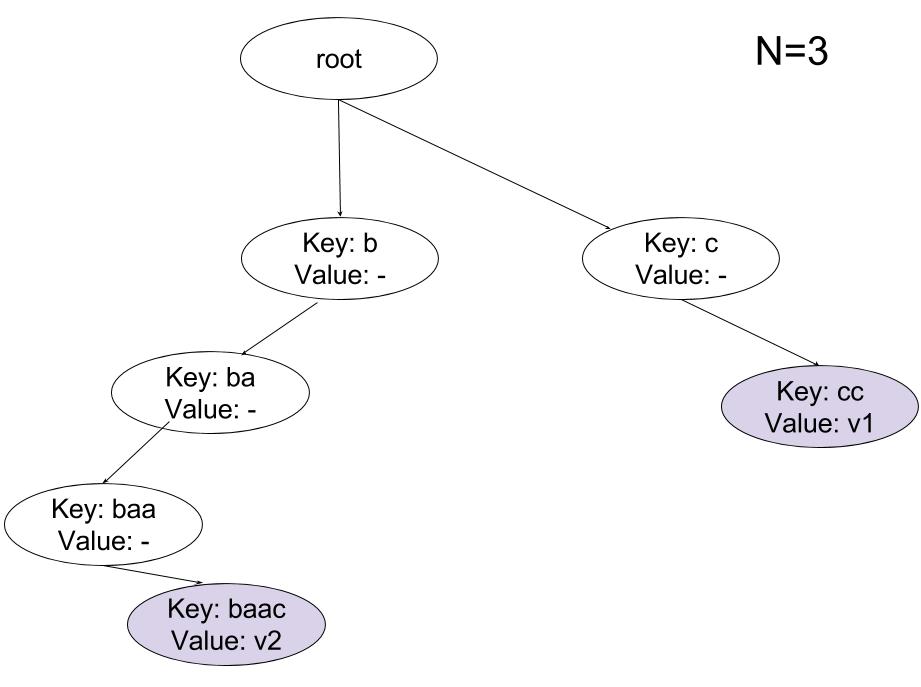 root
N=3
Key: b
Value: -
Key: c
Value: -
Key: ba
Value: -
Key: cc
Value: v1
Key: baa
Value: -
Key: baac
Value: v2